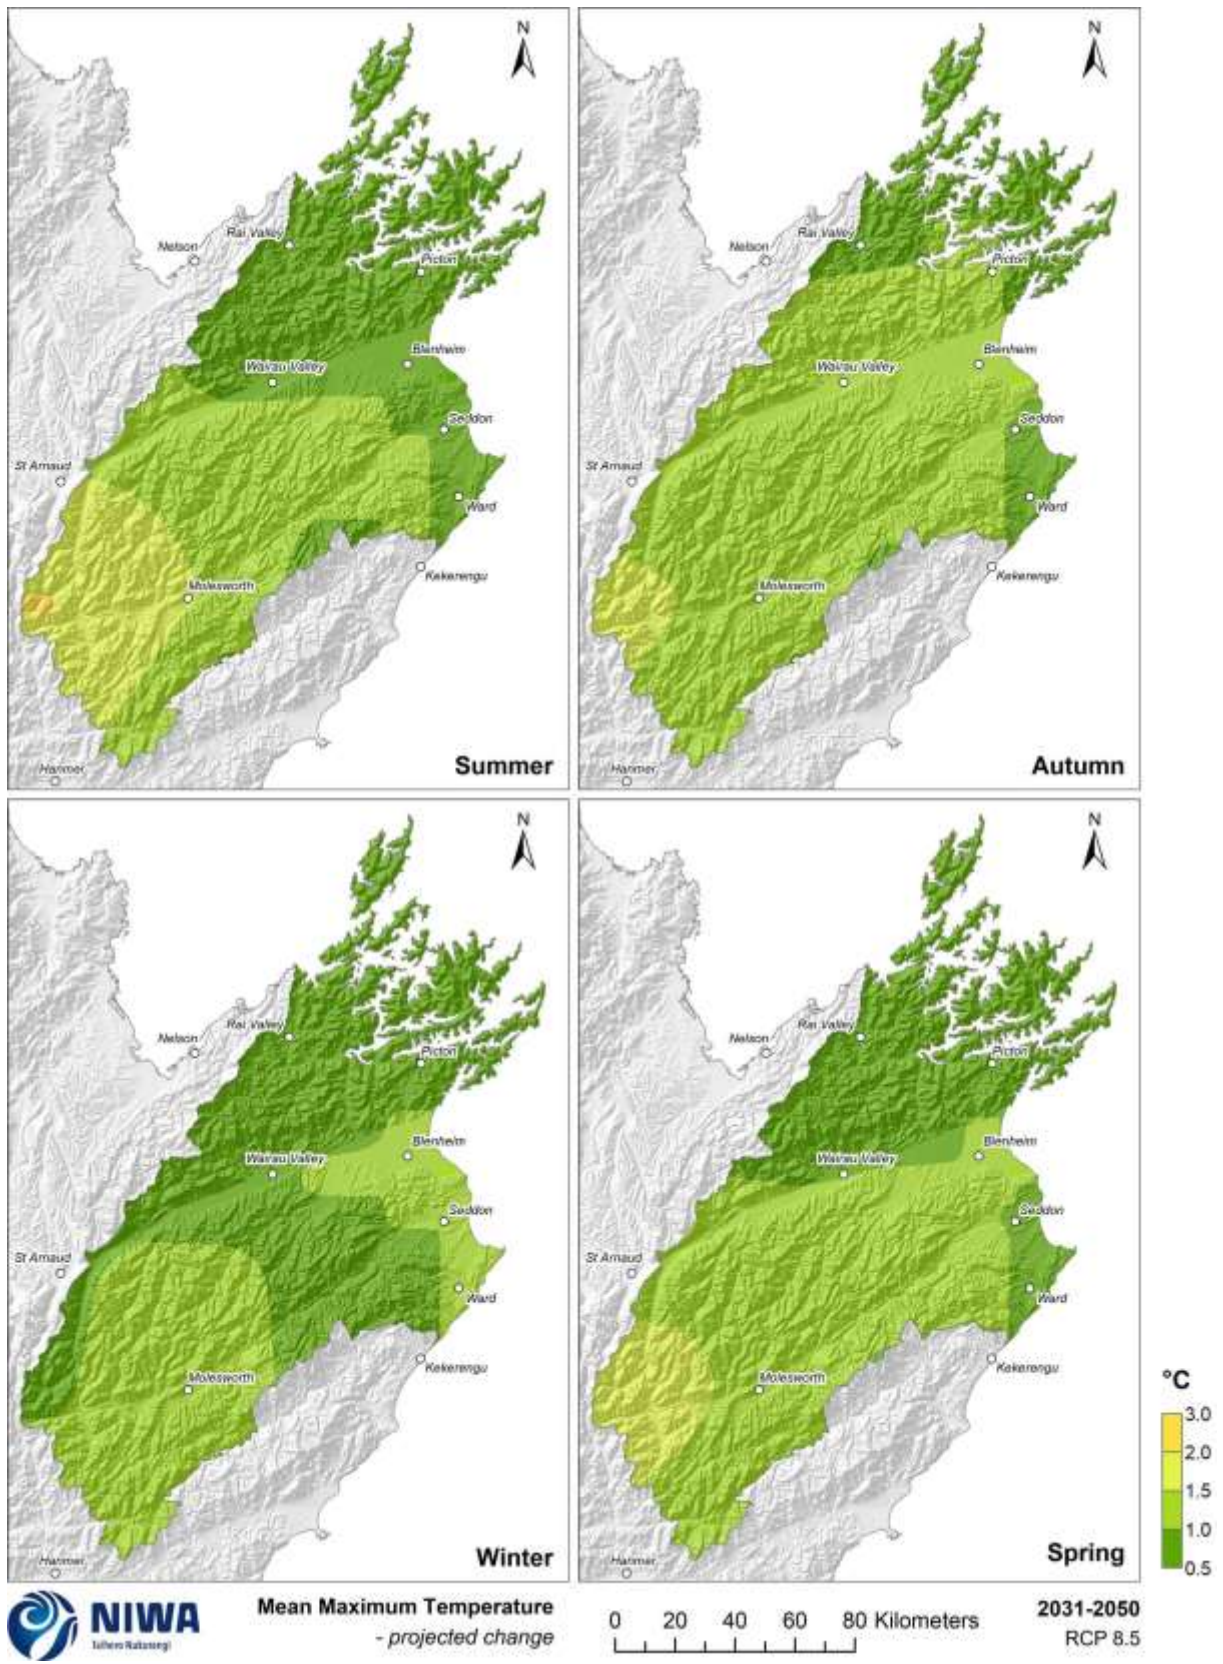 N
Rai Valley
Nelson
Picton
Blenheim
Wairau Valley
Seddon
St Arnaud
Ward
Kekerengu
Molesworth
Hanmer
Summer
N
Rai Valley
Nelson
Picton
Blenheim
Wairau Valley
Seddon
St Arnaud
Ward
Kekerengu
Molesworth
Hanmer
Autumn
N
Rai Valley
Nelson
Picton
Blenheim
Wairau Valley
Seddon
St Arnaud
Ward
Kekerengu
Molesworth
Hanmer
Winter
N
Rai Valley
Nelson
Picton
Blenheim
Wairau Valley
Seddon
St Arnaud
Ward
Kekerengu
Molesworth
Hanmer
Spring
°C
3.0
2.0
1.5
1.0
0.5
NIWA
Taihoro Nukurangi
Mean Maximum Temperature
- projected change
0 20 40 60 80 Kilometers
2031-2050
RCP 8.5